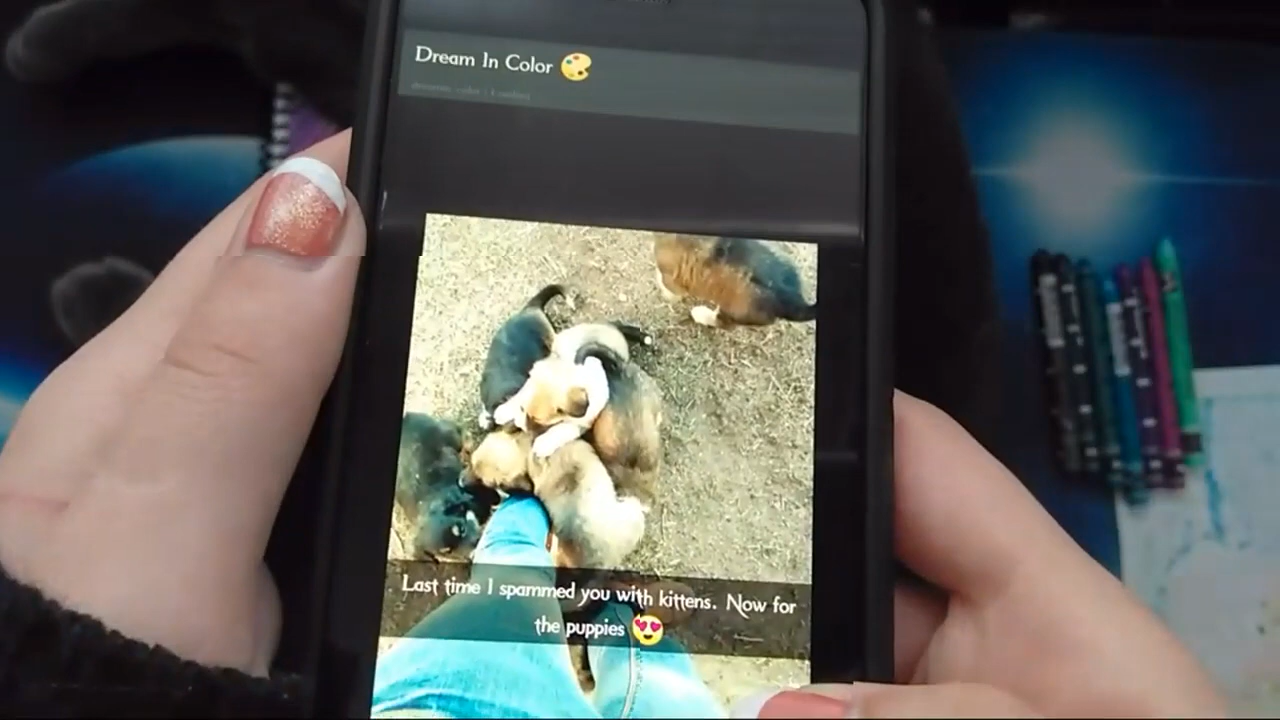 Dream In Color 🎨
Last time I spammed you with kittens. Now for
the puppies 😍